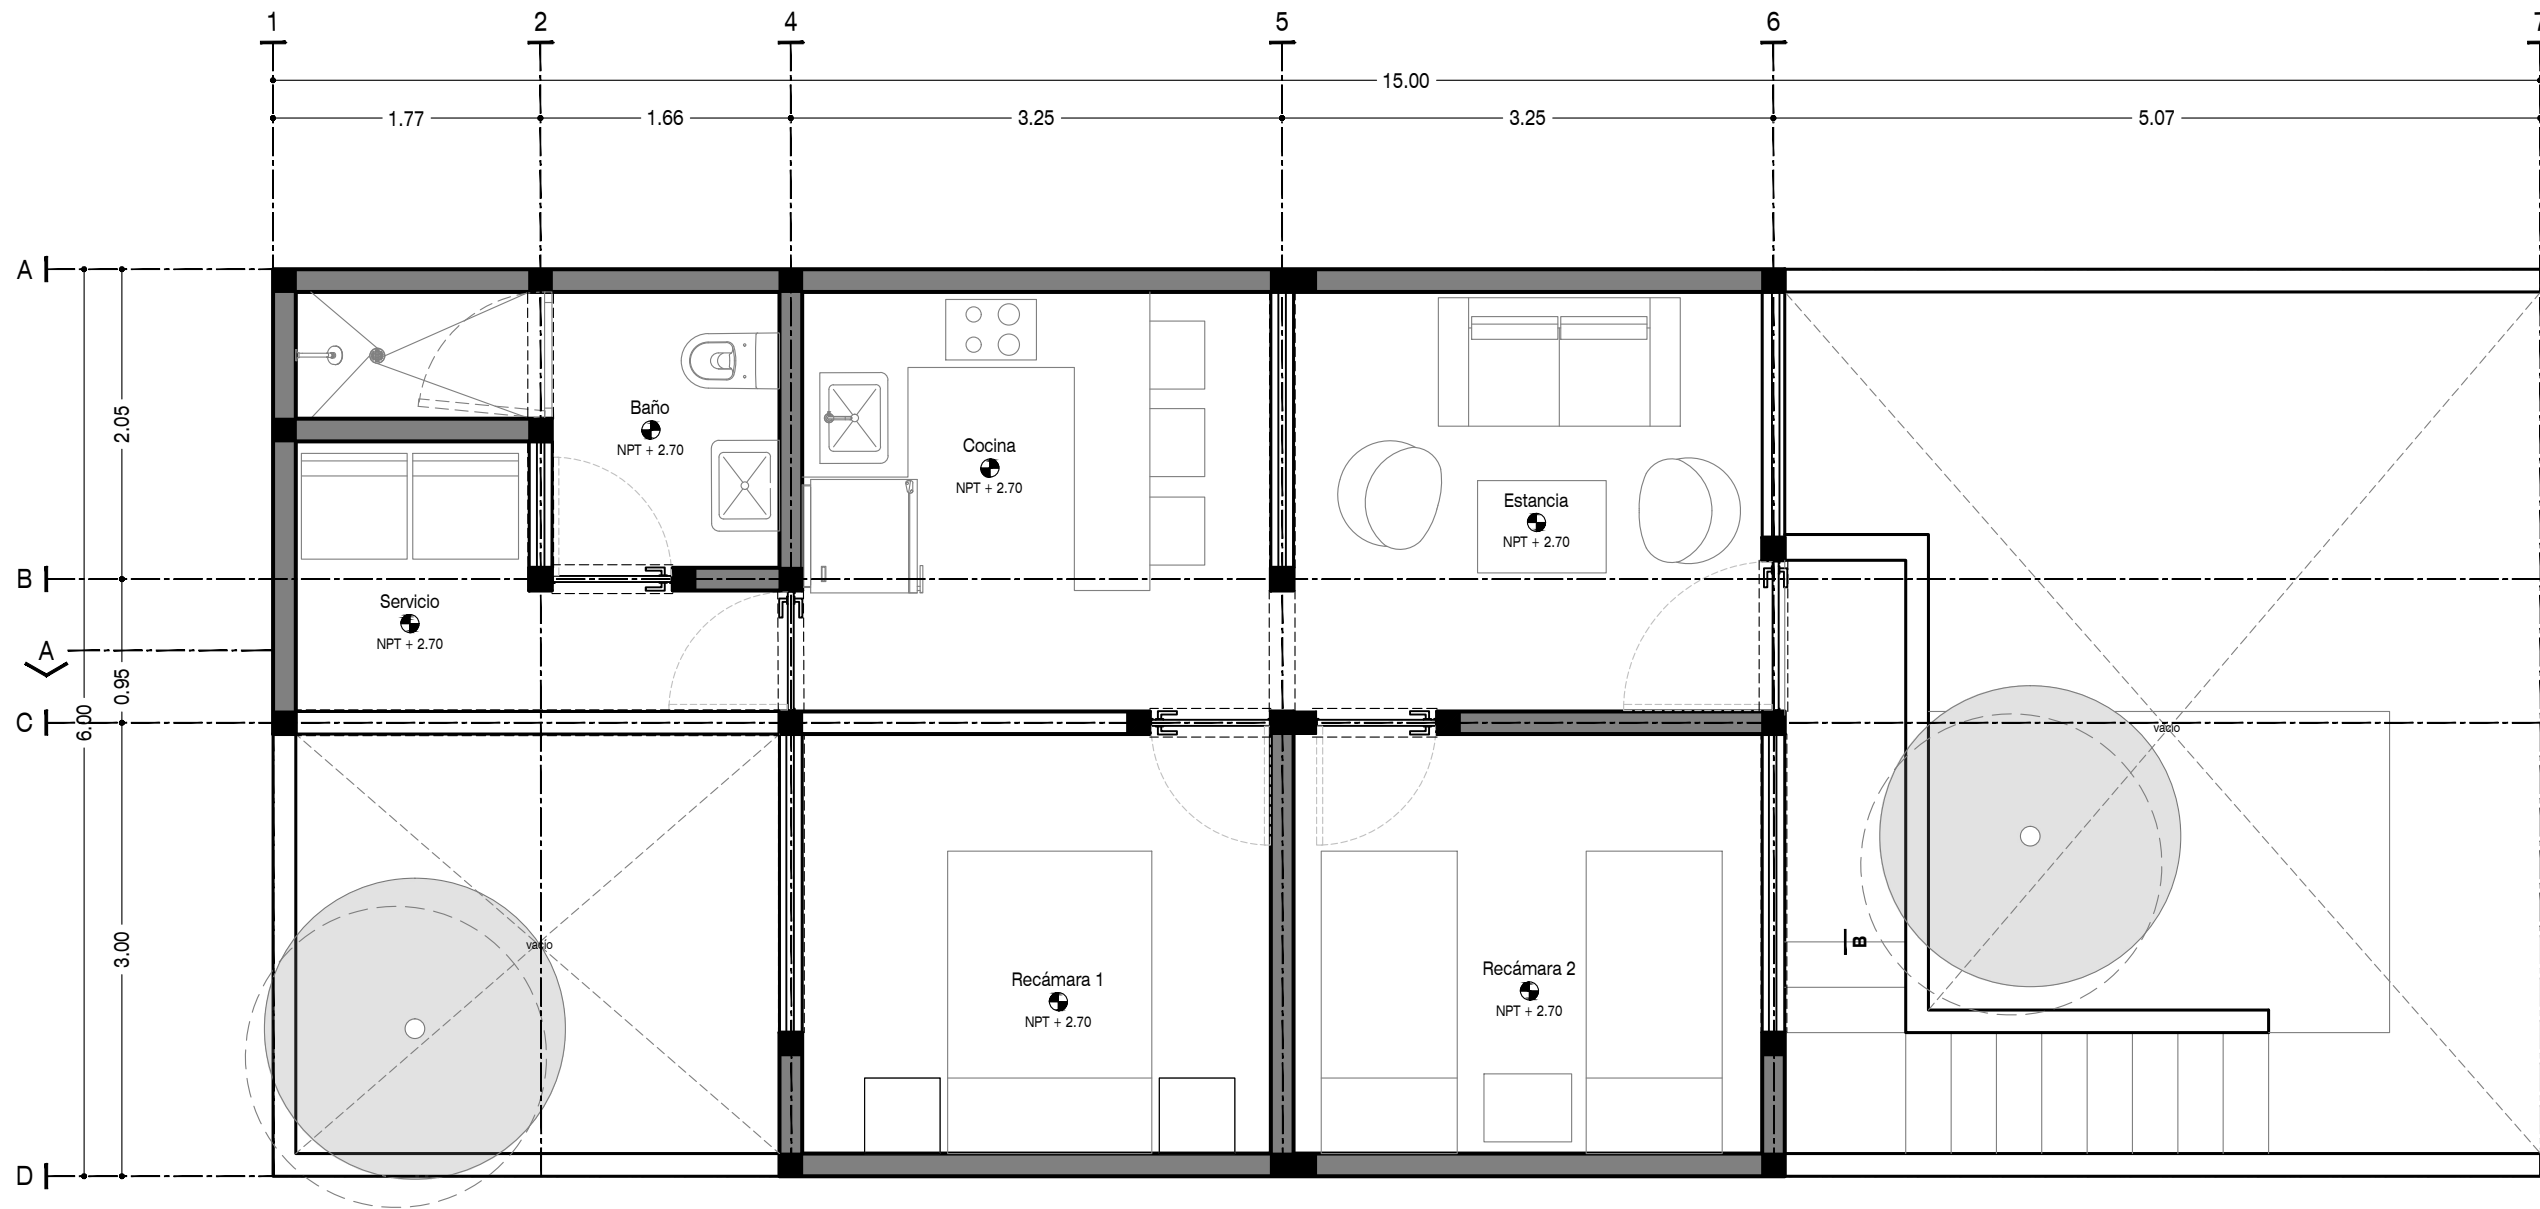 1 2 4 5 6 7
15.00
1.77 1.66 3.25 3.25 5.07
A
2.05
Baño
NPT + 2.70
Cocina
NPT + 2.70
Estancia
NPT + 2.70
B
Servicio
NPT + 2.70
A
0.95
6.00
C
vacío
3.00
vacío
B
Recámara 1
NPT + 2.70
Recámara 2
NPT + 2.70
D